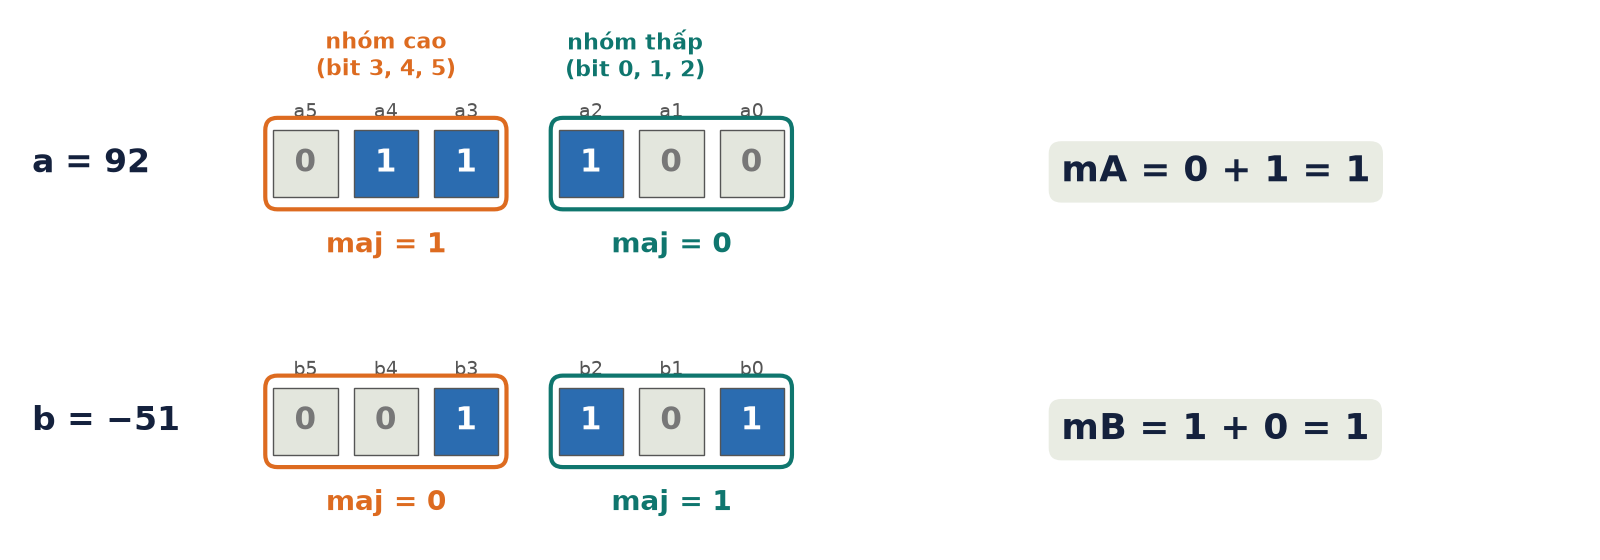 nhóm cao
(bit 3, 4, 5)
nhóm thấp
(bit 0, 1, 2)
a5 a4 a3 a2 a1 a0
a = 92
0 1 1 1 0 0
mA = 0 + 1 = 1
maj = 1
maj = 0
b5 b4 b3 b2 b1 b0
b = −51
0 0 1 1 0 1
mB = 1 + 0 = 1
maj = 0
maj = 1